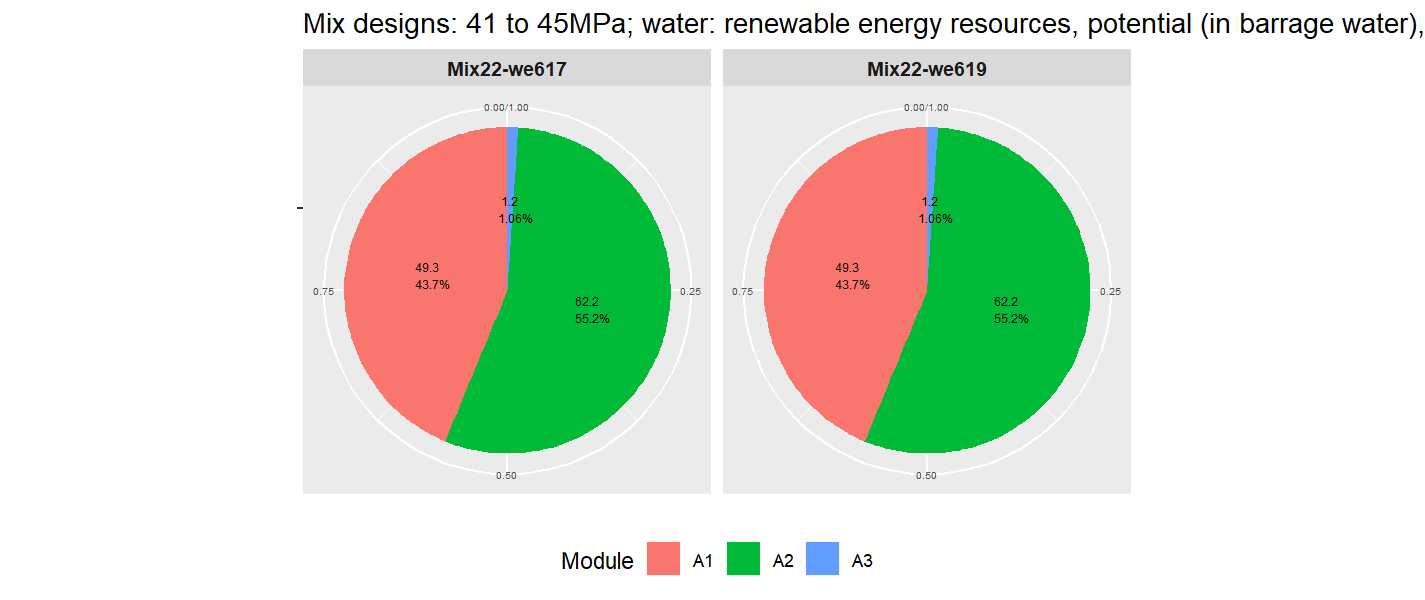 Mix designs: 41 to 45MPa; water: renewable energy resources, potential (in barrage water),
Mix22-we617
Mix22-we619
0.00/1.00
0.00/1.00
1.2
1.06%
1.2
1.06%
49.3
43.7%
49.3
43.7%
0.75
0.25
0.75
0.25
62.2
55.2%
62.2
55.2%
0.50
0.50
Module
A1
A2
A3